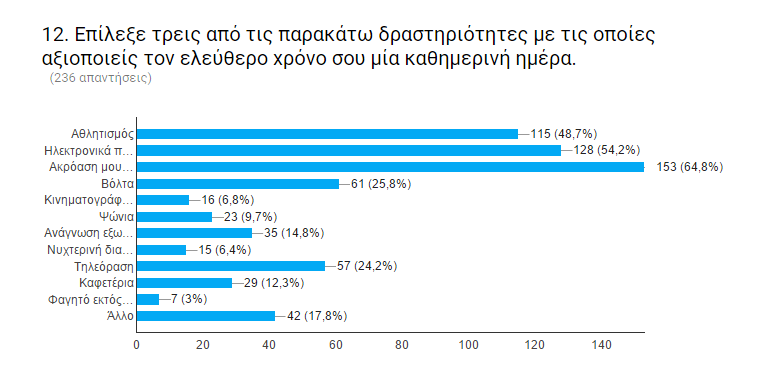 12. Επίλεξε τρεις από τις παρακάτω δραστηριότητες με τις οποίες
αξιοποιείς τον ελεύθερο χρόνο σου μία καθημερινή ημέρα.
(236 απαντήσεις)
Αθλητισμός 115 (48,7%)
Ηλεκτρονικά π... 128 (54,2%)
Ακρόαση μου... 153 (64,8%)
Βόλτα 61 (25,8%)
Κινηματογράφ... 16 (6,8%)
Ψώνια 23 (9,7%)
Ανάγνωση εξω... 35 (14,8%)
Νυχτερινή δια... 15 (6,4%)
Τηλεόραση 57 (24,2%)
Καφετέρια 29 (12,3%)
Φαγητό εκτός... 7 (3%)
Άλλο 42 (17,8%)
0 20 40 60 80 100 120 140